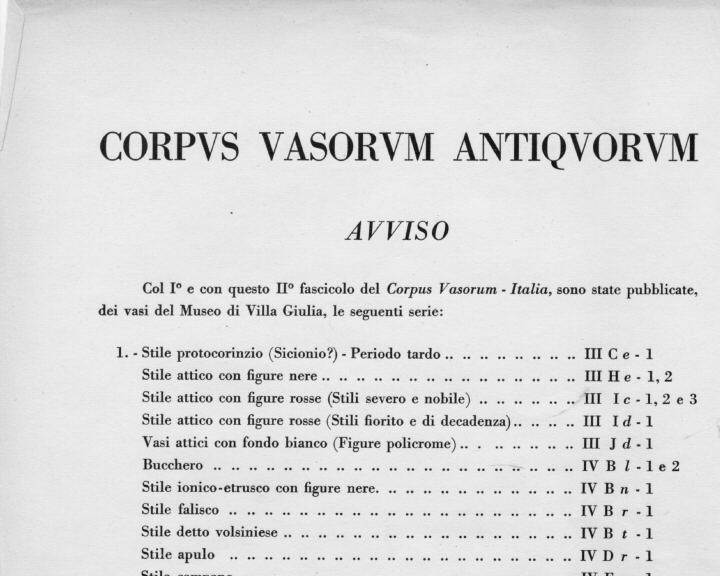 CORPVS VASORVM ANTIQVORVM
AVVISO
Col Iº e con questo IIº fascicolo del Corpus Vasorum - Italia, sono state pubblicate,
dei vasi del Museo di Villa Giulia, le seguenti serie:
1. - Stile protocorinzio (Sicionio?) - Periodo tardo .. .. .. .. .. .. .. .. III C e - 1
Stile attico con figure nere .. .. .. .. .. .. .. .. .. .. .. .. .. .. III H e - 1, 2
Stile attico con figure rosse (Stili severo e nobile) .. .. .. .. .. .. III I c - 1, 2 e 3
Stile attico con figure rosse (Stili fiorito e di decadenza) .. .. .. .. III I d - 1
Vasi attici con fondo bianco (Figure policrome) .. . .. .. .. .. .. III J d - 1
Bucchero .. .. .. .. .. .. .. .. .. .. .. .. .. .. .. .. .. .. .. .. IV B l - 1 e 2
Stile ionico-etrusco con figure nere. .. .. .. .. .. .. .. .. .. .. .. IV B n - 1
Stile falisco .. .. .. .. .. .. .. .. .. .. .. .. .. .. .. .. .. .. .. IV B r - 1
Stile detto volsiniese .. .. .. .. .. .. .. .. .. .. .. .. .. .. .. .. IV B t - 1
Stile apulo .. .. .. .. .. .. .. .. .. .. .. .. .. .. .. .. .. .. .. IV D r - 1